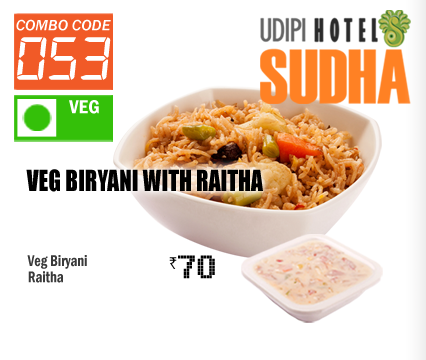 COMBO CODE
053
VEG
UDIPI HOTEL
SUDHA
VEG BIRYANI WITH RAITHA
Veg Biryani
Raitha
₹70